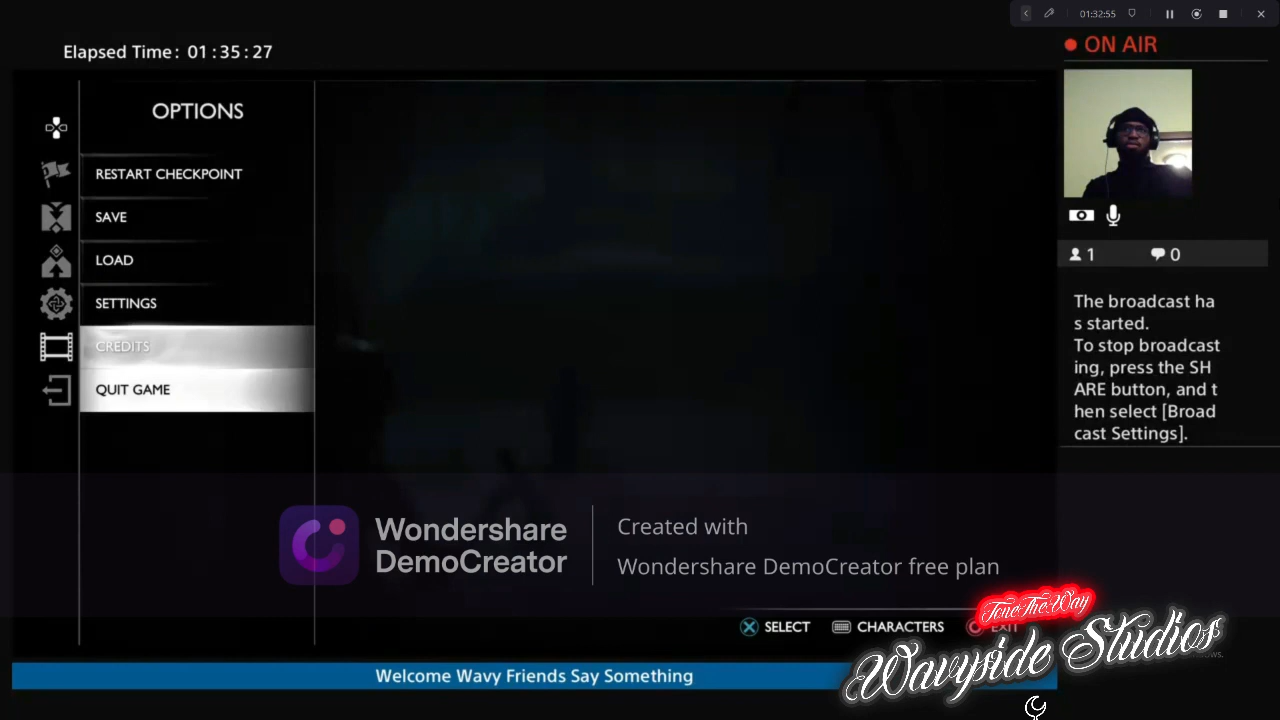 01:32:55
Elapsed Time: 01:35:27
ON AIR
OPTIONS
RESTART CHECKPOINT
SAVE
LOAD
SETTINGS
CREDITS
QUIT GAME
1
0
The broadcast ha
s started.
To stop broadcast
ing, press the SH
ARE button, and t
hen select [Broad
cast Settings].
Wondershare
DemoCreator
Created with
Wondershare DemoCreator free plan
SELECT
CHARACTERS
EXIT
ToneTheWay
Wavyside Studios
Welcome Wavy Friends Say Something